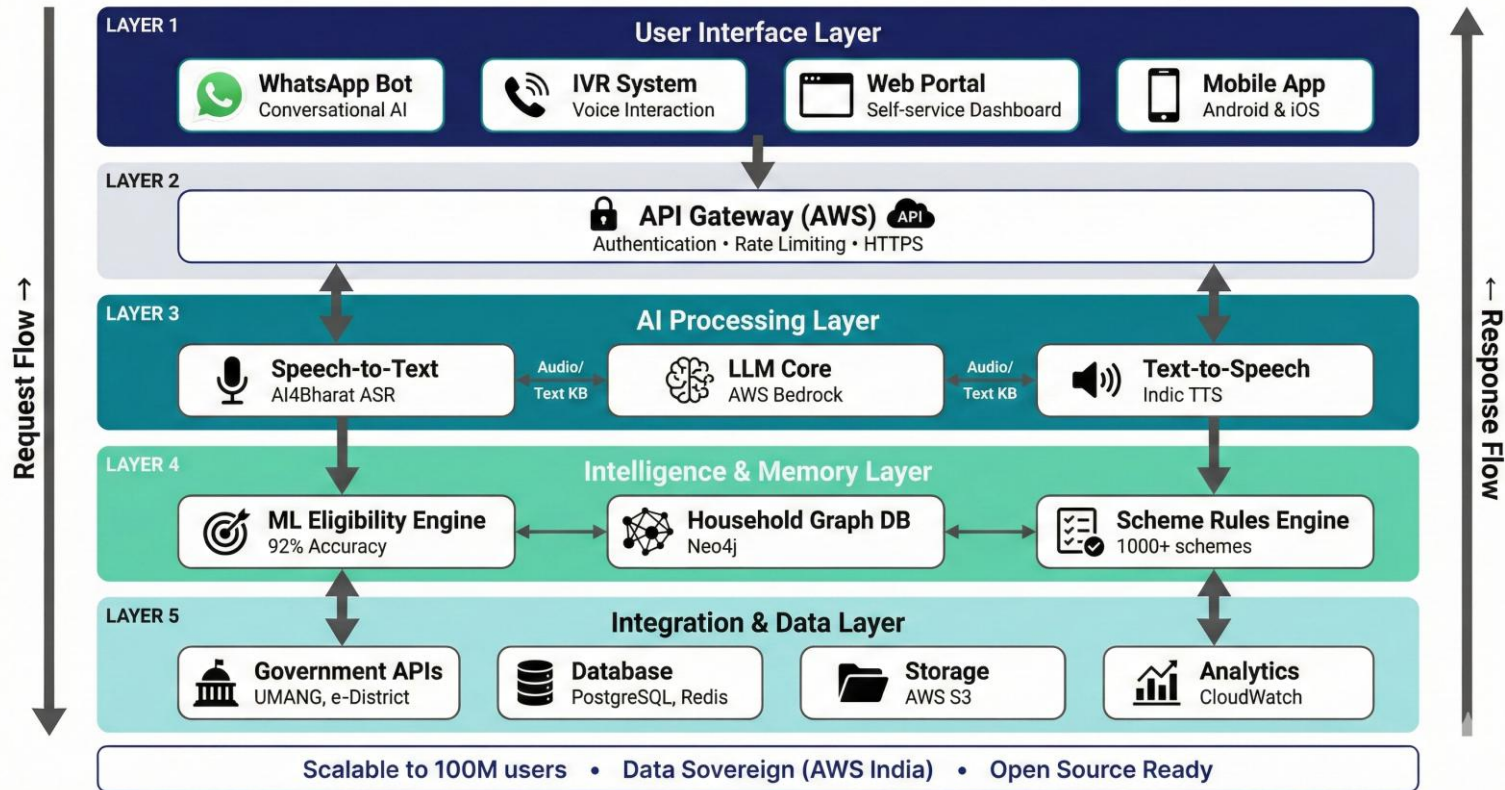 LAYER 1
User Interface Layer
WhatsApp Bot
Conversational AI
IVR System
Voice Interaction
Web Portal
Self-service Dashboard
Mobile App
Android & iOS
LAYER 2
API Gateway (AWS)
API
Authentication • Rate Limiting • HTTPS
Request Flow →
← Response Flow
LAYER 3
AI Processing Layer
Speech-to-Text
AI4Bharat ASR
Audio/
Text KB
LLM Core
AWS Bedrock
Audio/
Text KB
Text-to-Speech
Indic TTS
LAYER 4
Intelligence & Memory Layer
ML Eligibility Engine
92% Accuracy
Household Graph DB
Neo4j
Scheme Rules Engine
1000+ schemes
LAYER 5
Integration & Data Layer
Government APIs
UMANG, e-District
Database
PostgreSQL, Redis
Storage
AWS S3
Analytics
CloudWatch
Scalable to 100M users • Data Sovereign (AWS India) • Open Source Ready